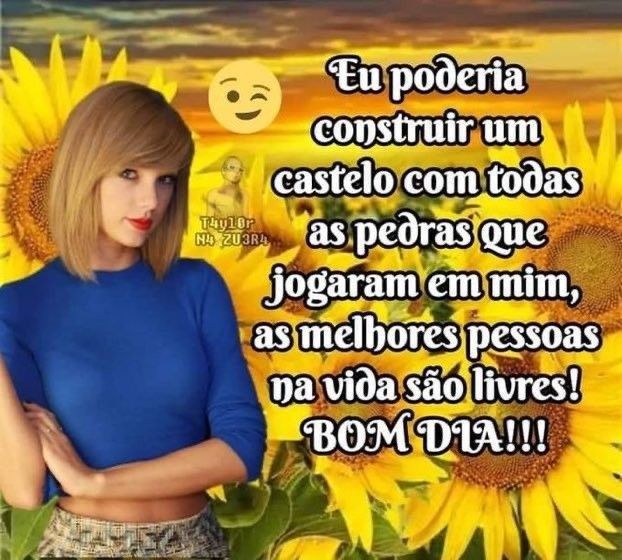 Eu poderia
construir um
castelo com todas
as pedras que
jogaram em mim,
as melhores pessoas
na vida são livres!
BOM DIA!!!
T4yl0r
N4 ZU3R4